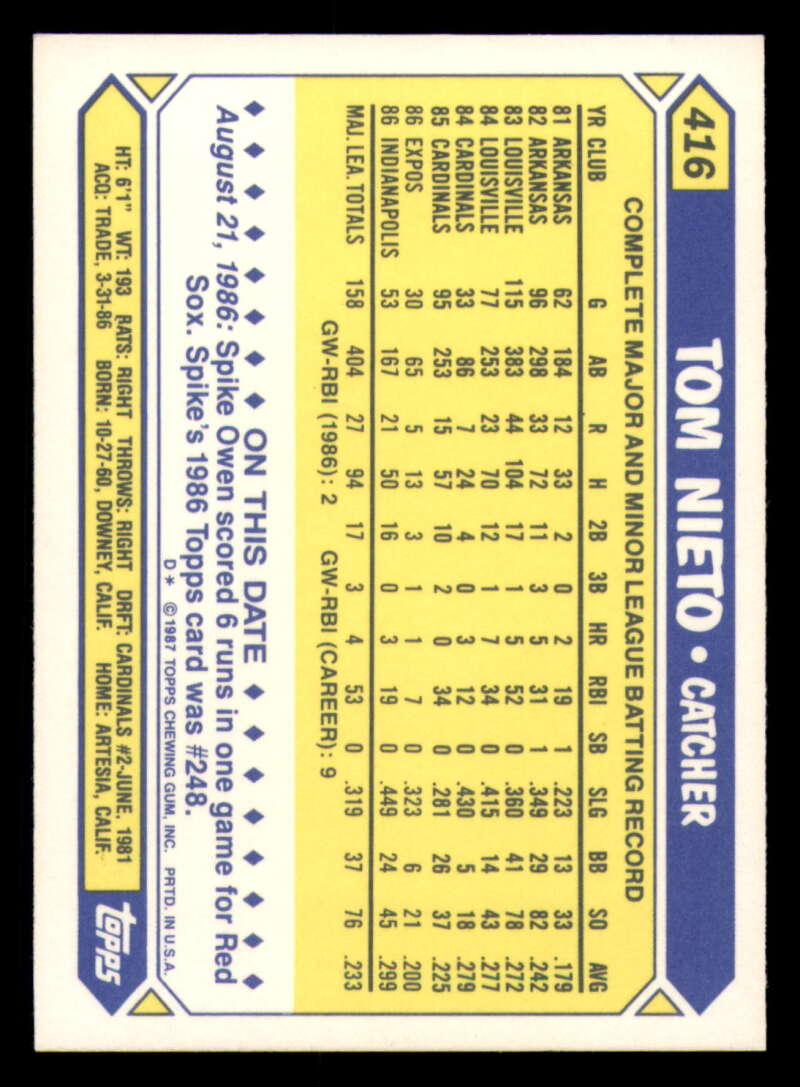 416
TOM NIETO • CATCHER
COMPLETE MAJOR AND MINOR LEAGUE BATTING RECORD
YR CLUB G AB R H 2B 3B HR RBI SB SLG BB SO AVG
81 ARKANSAS 62 184 12 33 2 0 2 19 1 .223 13 33 .179
82 ARKANSAS 96 298 33 72 11 3 5 31 1 .349 29 82 .242
83 LOUISVILLE 115 383 44 104 17 1 5 52 0 .360 41 78 .272
84 LOUISVILLE 77 253 23 70 12 1 7 34 0 .415 14 43 .277
84 CARDINALS 33 86 7 24 4 0 3 12 0 .430 5 18 .279
85 CARDINALS 95 253 15 57 10 2 0 34 0 .281 26 37 .225
86 EXPOS 30 65 5 13 3 1 1 7 0 .323 6 21 .200
86 INDIANAPOLIS 53 167 21 50 16 0 3 19 0 .449 24 45 .299
MAJ. LEA. TOTALS 158 404 27 94 17 3 4 53 0 .319 37 76 .233
GW-RBI (1986): 2 GW-RBI (CAREER): 9
ON THIS DATE
August 21, 1986: Spike Owen scored 6 runs in one game for Red
Sox. Spike's 1986 Topps card was #248.
D* ©1987 TOPPS CHEWING GUM, INC. PRTD. IN U.S.A.
HT: 6'1" WT: 193 BATS: RIGHT THROWS: RIGHT DRFT: CARDINALS #2-JUNE, 1981
ACQ: TRADE, 3-31-86 BORN: 10-27-60, DOWNEY, CALIF. HOME: ARTESIA, CALIF.
topps